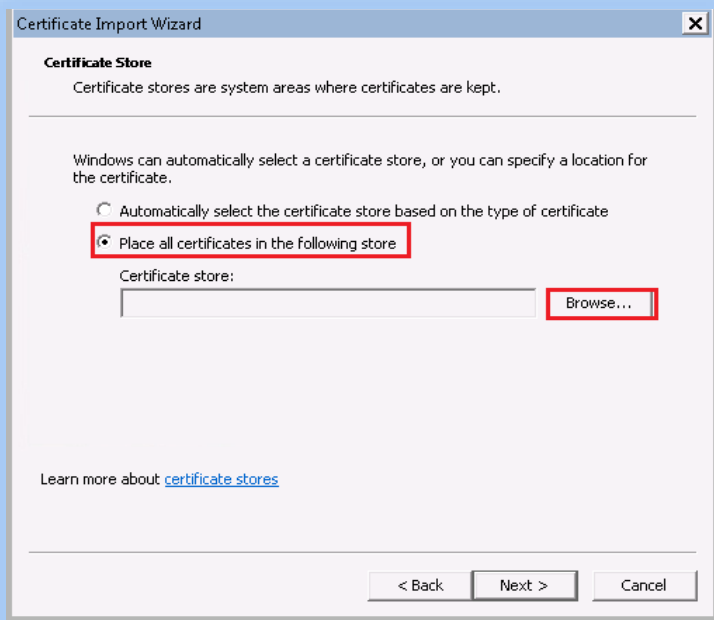 Certificate Import Wizard
Certificate Store
Certificate stores are system areas where certificates are kept.
Windows can automatically select a certificate store, or you can specify a location for
the certificate.
Automatically select the certificate store based on the type of certificate
Place all certificates in the following store
Certificate store:
Browse...
Learn more about certificate stores
< Back Next > Cancel